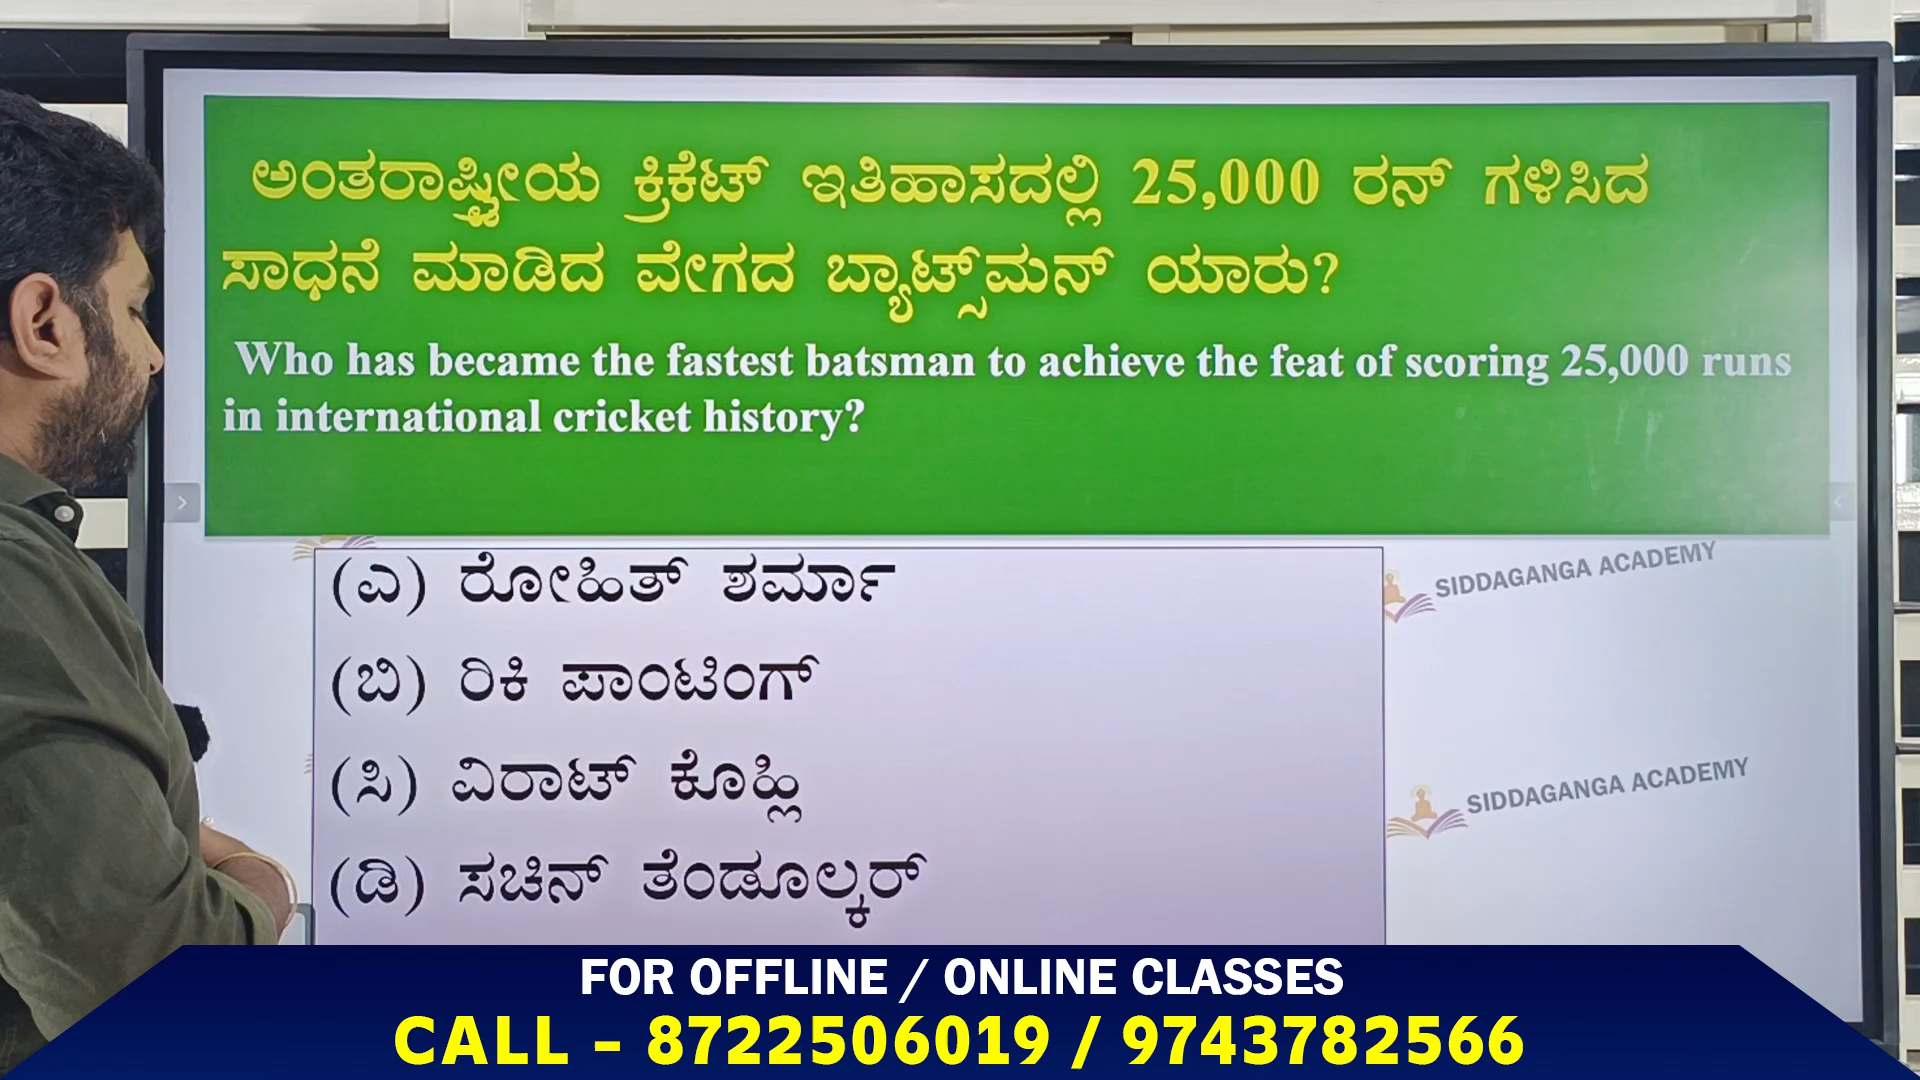 ಅಂತರಾಷ್ಟ್ರೀಯ ಕ್ರಿಕೆಟ್ ಇತಿಹಾಸದಲ್ಲಿ 25,000 ರನ್ ಗಳಿಸಿದ
ಸಾಧನೆ ಮಾಡಿದ ವೇಗದ ಬ್ಯಾಟ್ಸ್‌ಮನ್ ಯಾರು?
Who has became the fastest batsman to achieve the feat of scoring 25,000 runs
in international cricket history?
(ಎ) ರೋಹಿತ್ ಶರ್ಮಾ
(ಬಿ) ರಿಕಿ ಪಾಂಟಿಂಗ್
(ಸಿ) ವಿರಾಟ್ ಕೊಹ್ಲಿ
(ಡಿ) ಸಚಿನ್ ತೆಂಡೂಲ್ಕರ್
SIDDAGANGA ACADEMY
SIDDAGANGA ACADEMY
FOR OFFLINE / ONLINE CLASSES
CALL – 8722506019 / 9743782566